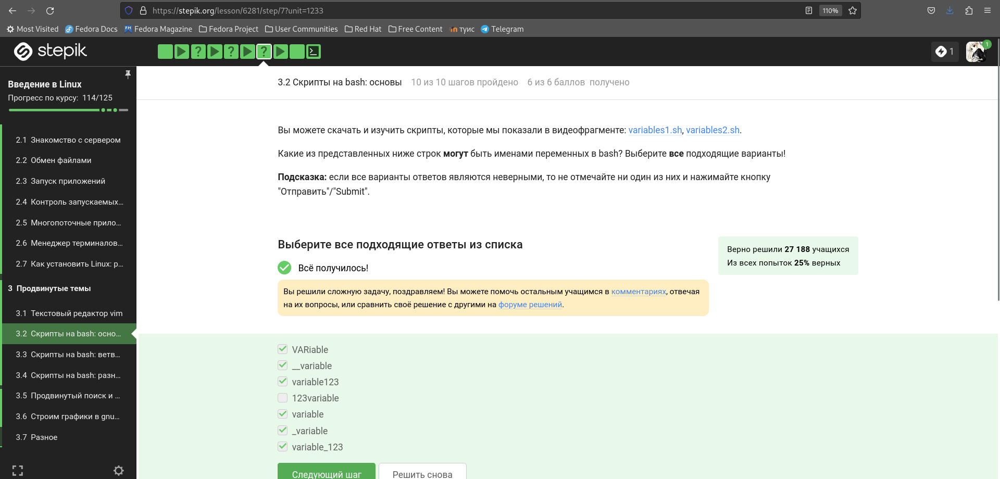 https://stepik.org/lesson/6281/step/7?unit=1233
110%
Most Visited
Fedora Docs
Fedora Magazine
Fedora Project
User Communities
Red Hat
Free Content
туис
Telegram
stepik
1
1
Введение в Linux
Прогресс по курсу: 114/125
2.1 Знакомство с сервером
2.2 Обмен файлами
2.3 Запуск приложений
2.4 Контроль запускаемых...
2.5 Многопоточные прило...
2.6 Менеджер терминалов...
2.7 Как установить Linux: р...
3 Продвинутые темы
3.1 Текстовый редактор vim
3.2 Скрипты на bash: осно...
3.3 Скрипты на bash: ветв...
3.4 Скрипты на bash: разн...
3.5 Продвинутый поиск и ...
3.6 Строим графики в gnu...
3.7 Разное
3.2 Скрипты на bash: основы 10 из 10 шагов пройдено 6 из 6 баллов получено
Вы можете скачать и изучить скрипты, которые мы показали в видеофрагменте: variables1.sh, variables2.sh.
Какие из представленных ниже строк могут быть именами переменных в bash? Выберите все подходящие варианты!
Подсказка: если все варианты ответов являются неверными, то не отмечайте ни один из них и нажимайте кнопку
"Отправить"/"Submit".
Выберите все подходящие ответы из списка
Верно решили 27 188 учащихся
Из всех попыток 25% верных
Всё получилось!
Вы решили сложную задачу, поздравляем! Вы можете помочь остальным учащимся в комментариях, отвечая
на их вопросы, или сравнить своё решение с другими на форуме решений.
VARiable
__variable
variable123
123variable
variable
_variable
variable_123
Следующий шаг
Решить снова